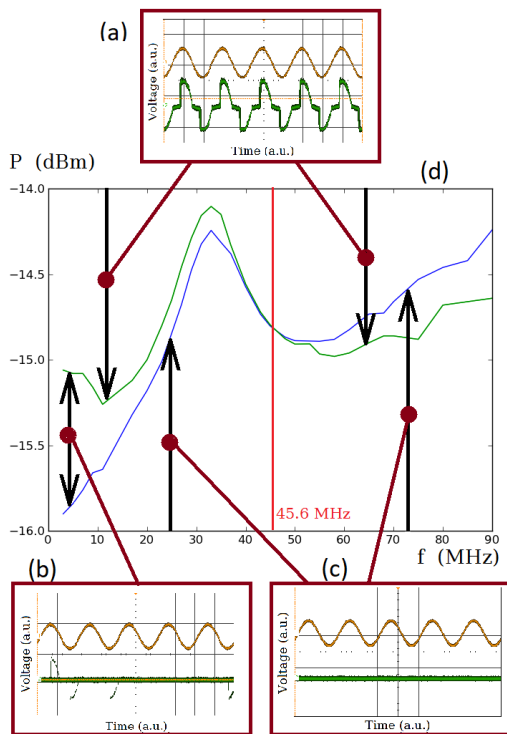 (a)
Voltage (a.u.)
Time (a.u.)
P (dBm)
(d)
−14.0
−14.5
−15.0
−15.5
−16.0
45.6 MHz
0 10 20 30 40 50 60 70 80 90
f (MHz)
(b)
(c)
Voltage (a.u.)
Voltage (a.u.)
Time (a.u.)
Time (a.u.)